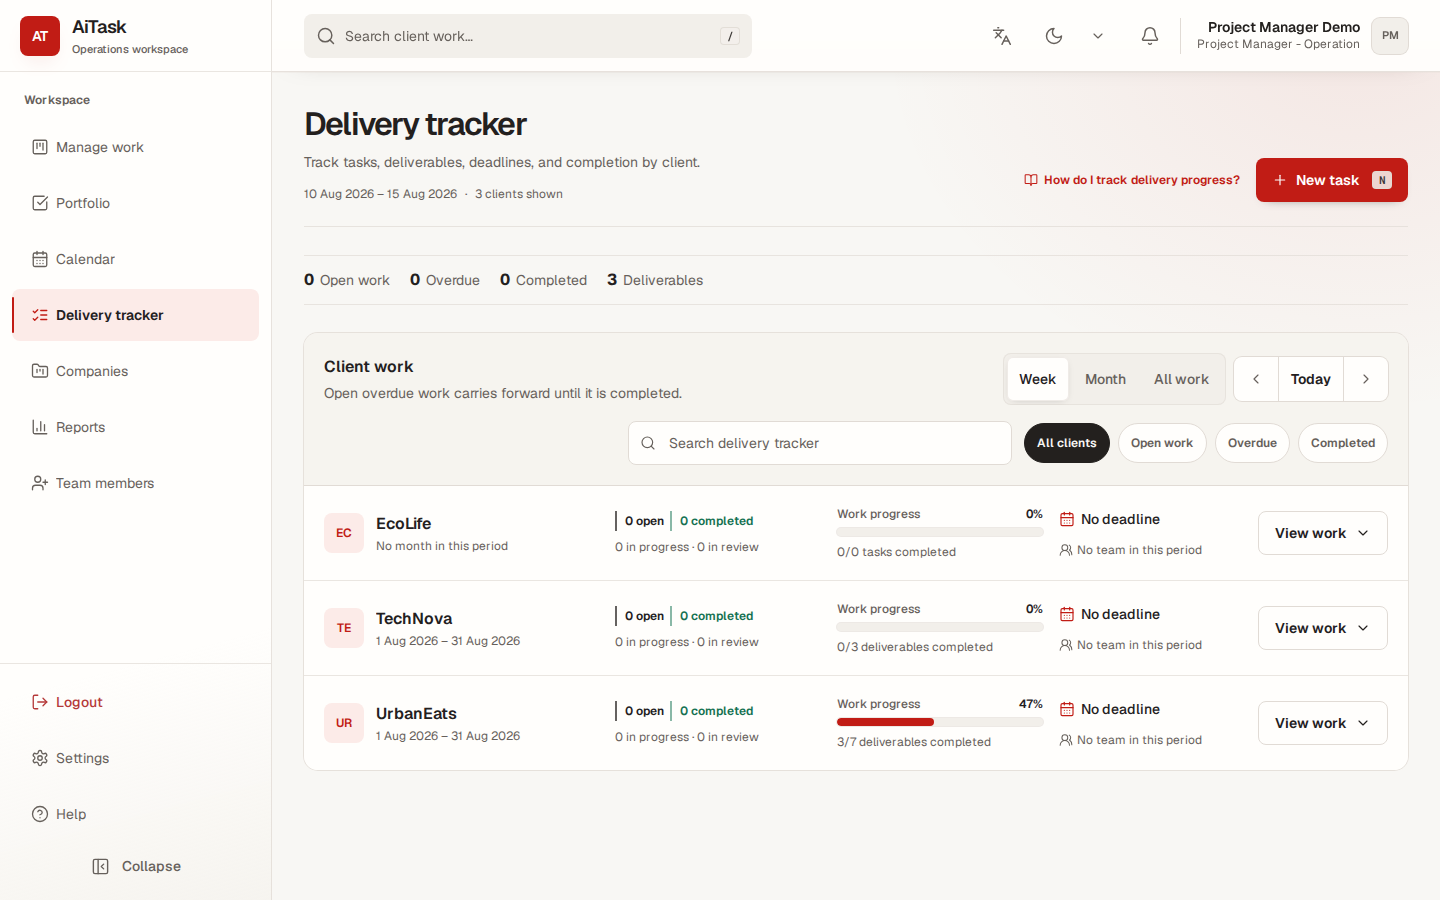 AT
AiTask
Operations workspace
Search client work...
/
Project Manager Demo
Project Manager - Operation
PM
Workspace
Manage work
Portfolio
Calendar
Delivery tracker
Companies
Reports
Team members
Logout
Settings
Help
Collapse
Delivery tracker
Track tasks, deliverables, deadlines, and completion by client.
10 Aug 2026 – 15 Aug 2026 · 3 clients shown
How do I track delivery progress?
New task N
0 Open work 0 Overdue 0 Completed 3 Deliverables
Client work
Open overdue work carries forward until it is completed.
Week Month All work
Today
Search delivery tracker
All clients Open work Overdue Completed
EC
EcoLife
No month in this period
0 open 0 completed
0 in progress · 0 in review
Work progress 0%
0/0 tasks completed
No deadline
No team in this period
View work
TE
TechNova
1 Aug 2026 – 31 Aug 2026
0 open 0 completed
0 in progress · 0 in review
Work progress 0%
0/3 deliverables completed
No deadline
No team in this period
View work
UR
UrbanEats
1 Aug 2026 – 31 Aug 2026
0 open 0 completed
0 in progress · 0 in review
Work progress 47%
3/7 deliverables completed
No deadline
No team in this period
View work